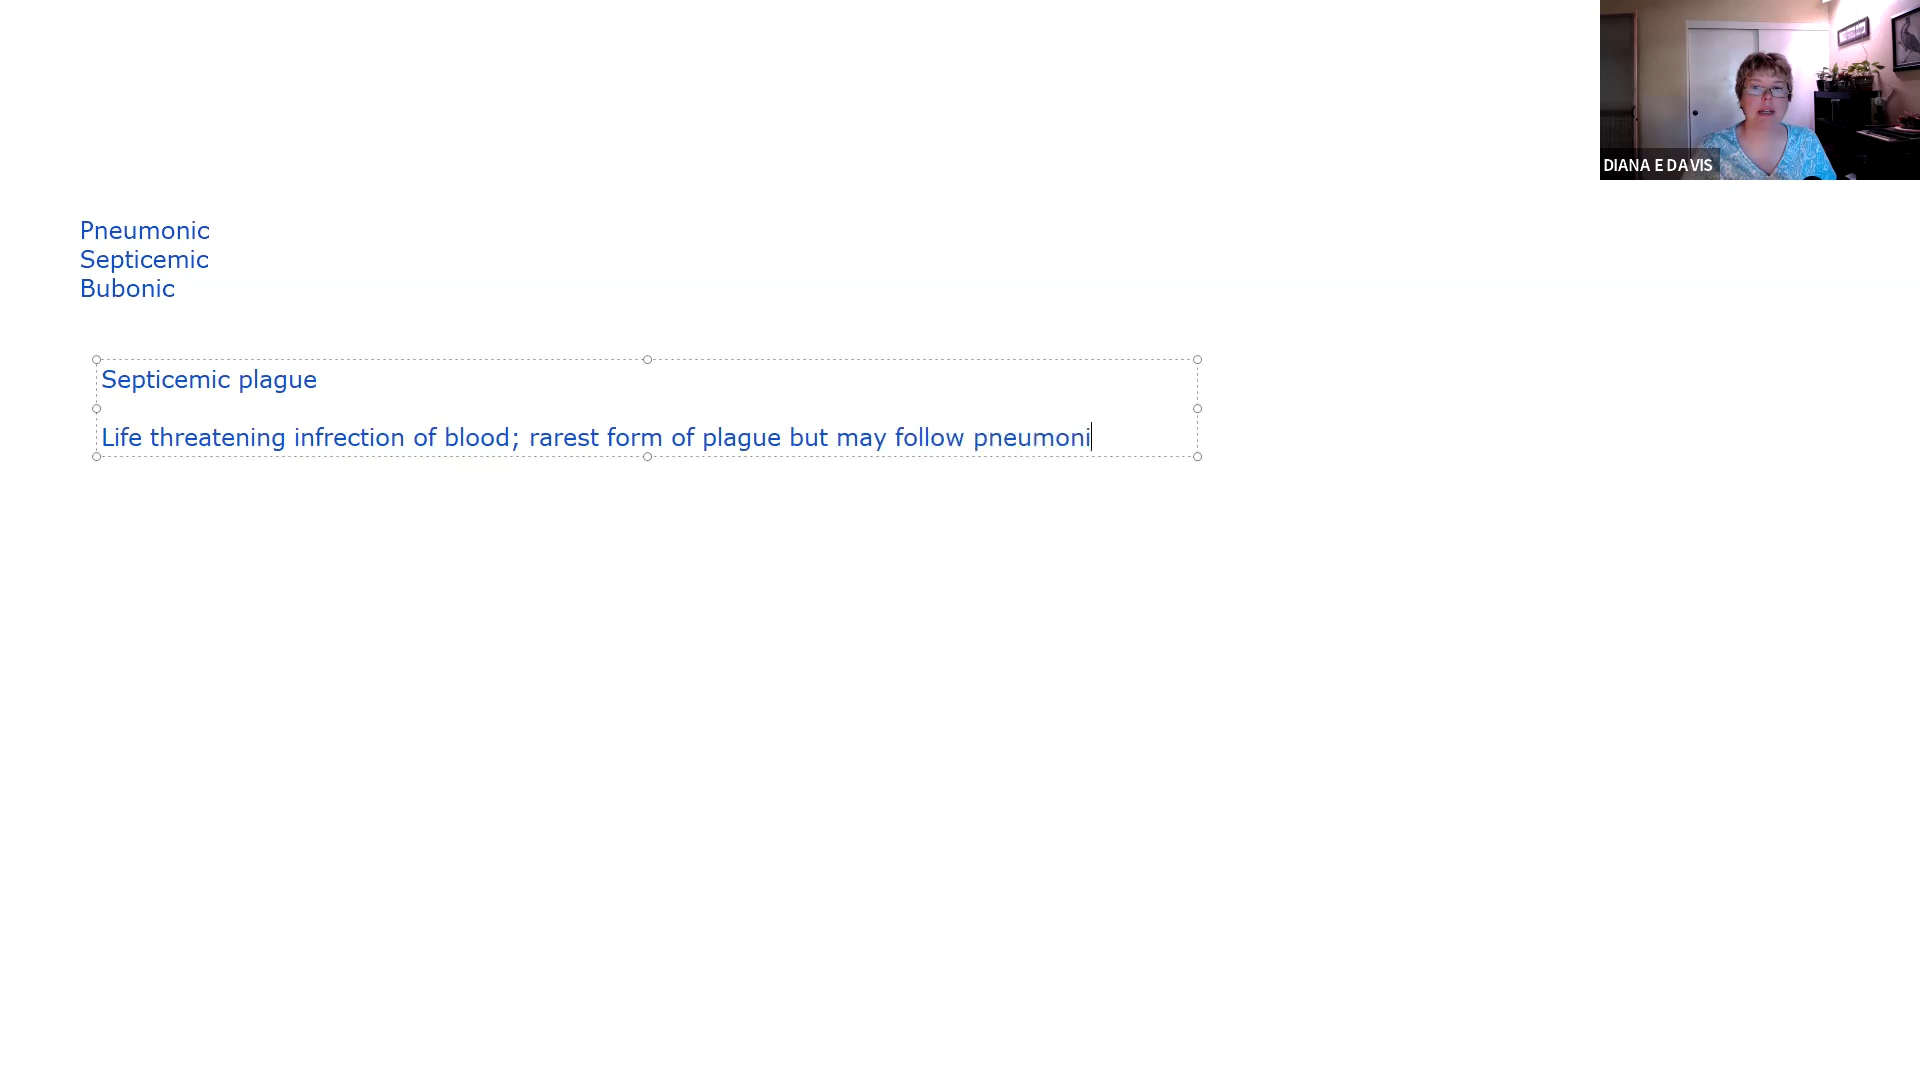 DIANA E DAVIS
Pneumonic
Septicemic
Bubonic
Septicemic plague
Life threatening infrection of blood; rarest form of plague but may follow pneumoni